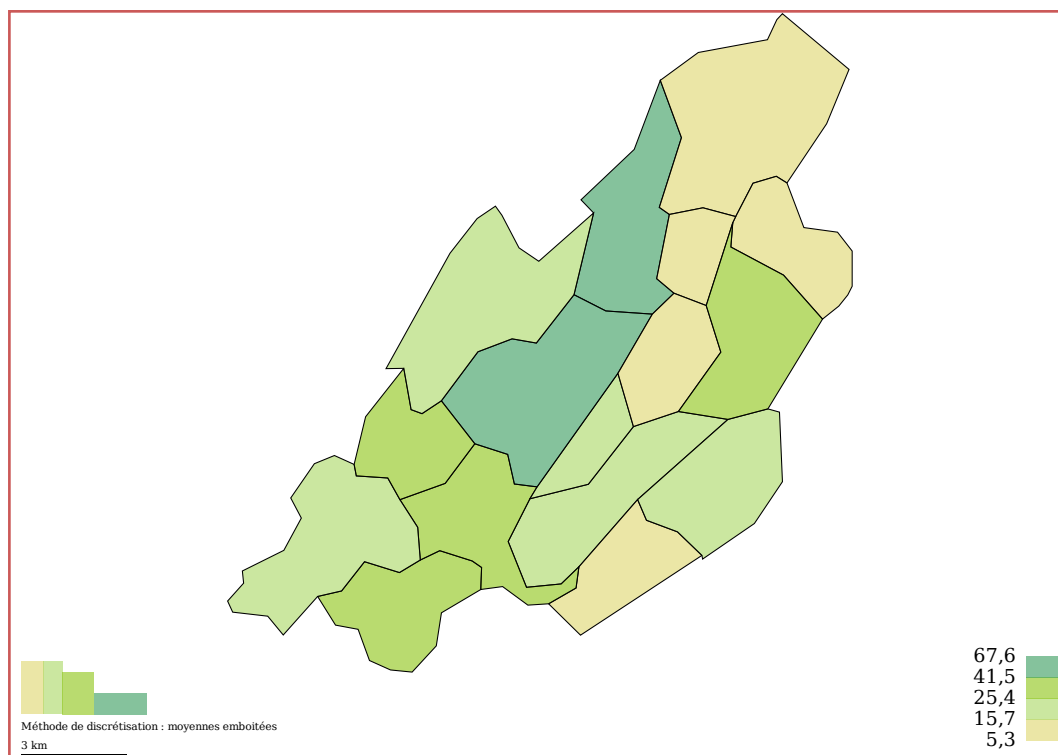 Méthode de discrétisation : moyennes emboitées
3 km
67,6
41,5
25,4
15,7
5,3